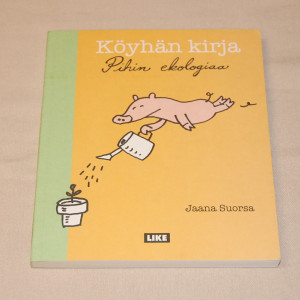 Köyhän kirja
Pihin ekologiaa
Jaana Suorsa
LIKE